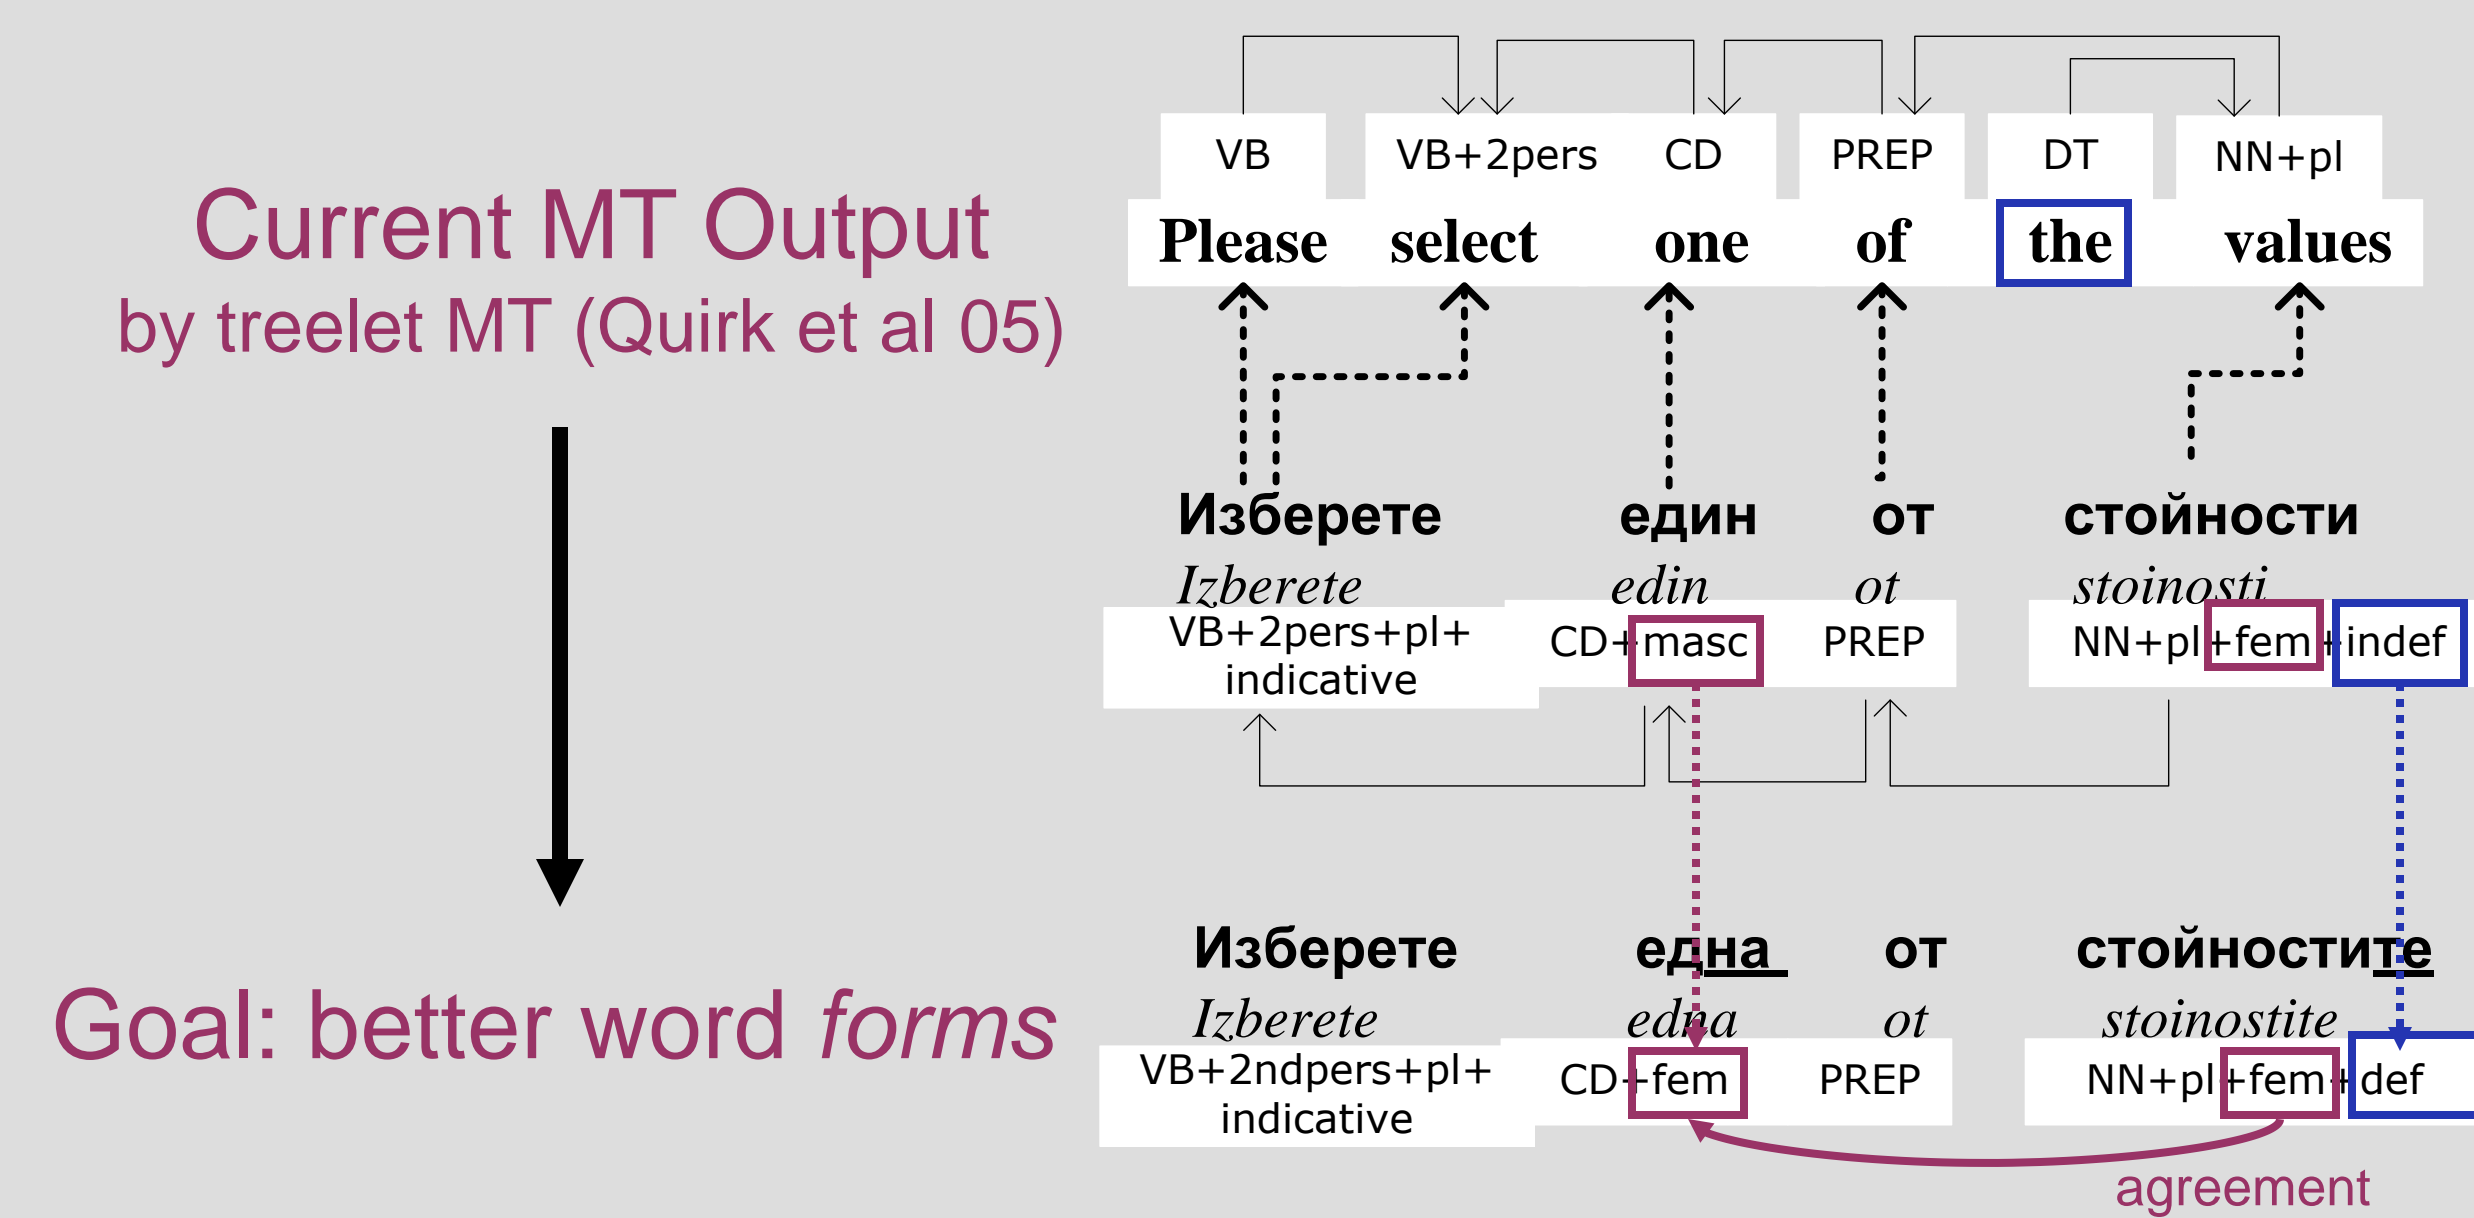 VB VB+2pers CD PREP DT NN+pl
Please select one of the values
Current MT Output
by treelet MT (Quirk et al 05)
Изберете един от стойности
Izberete edin ot stoinosti
VB+2pers+pl+ CD+masc PREP NN+pl+fem+indef
indicative
Изберете една от стойностите
Izberete edna ot stoinostite
Goal: better word forms
VB+2ndpers+pl+ CD+fem PREP NN+pl+fem+def
indicative
agreement